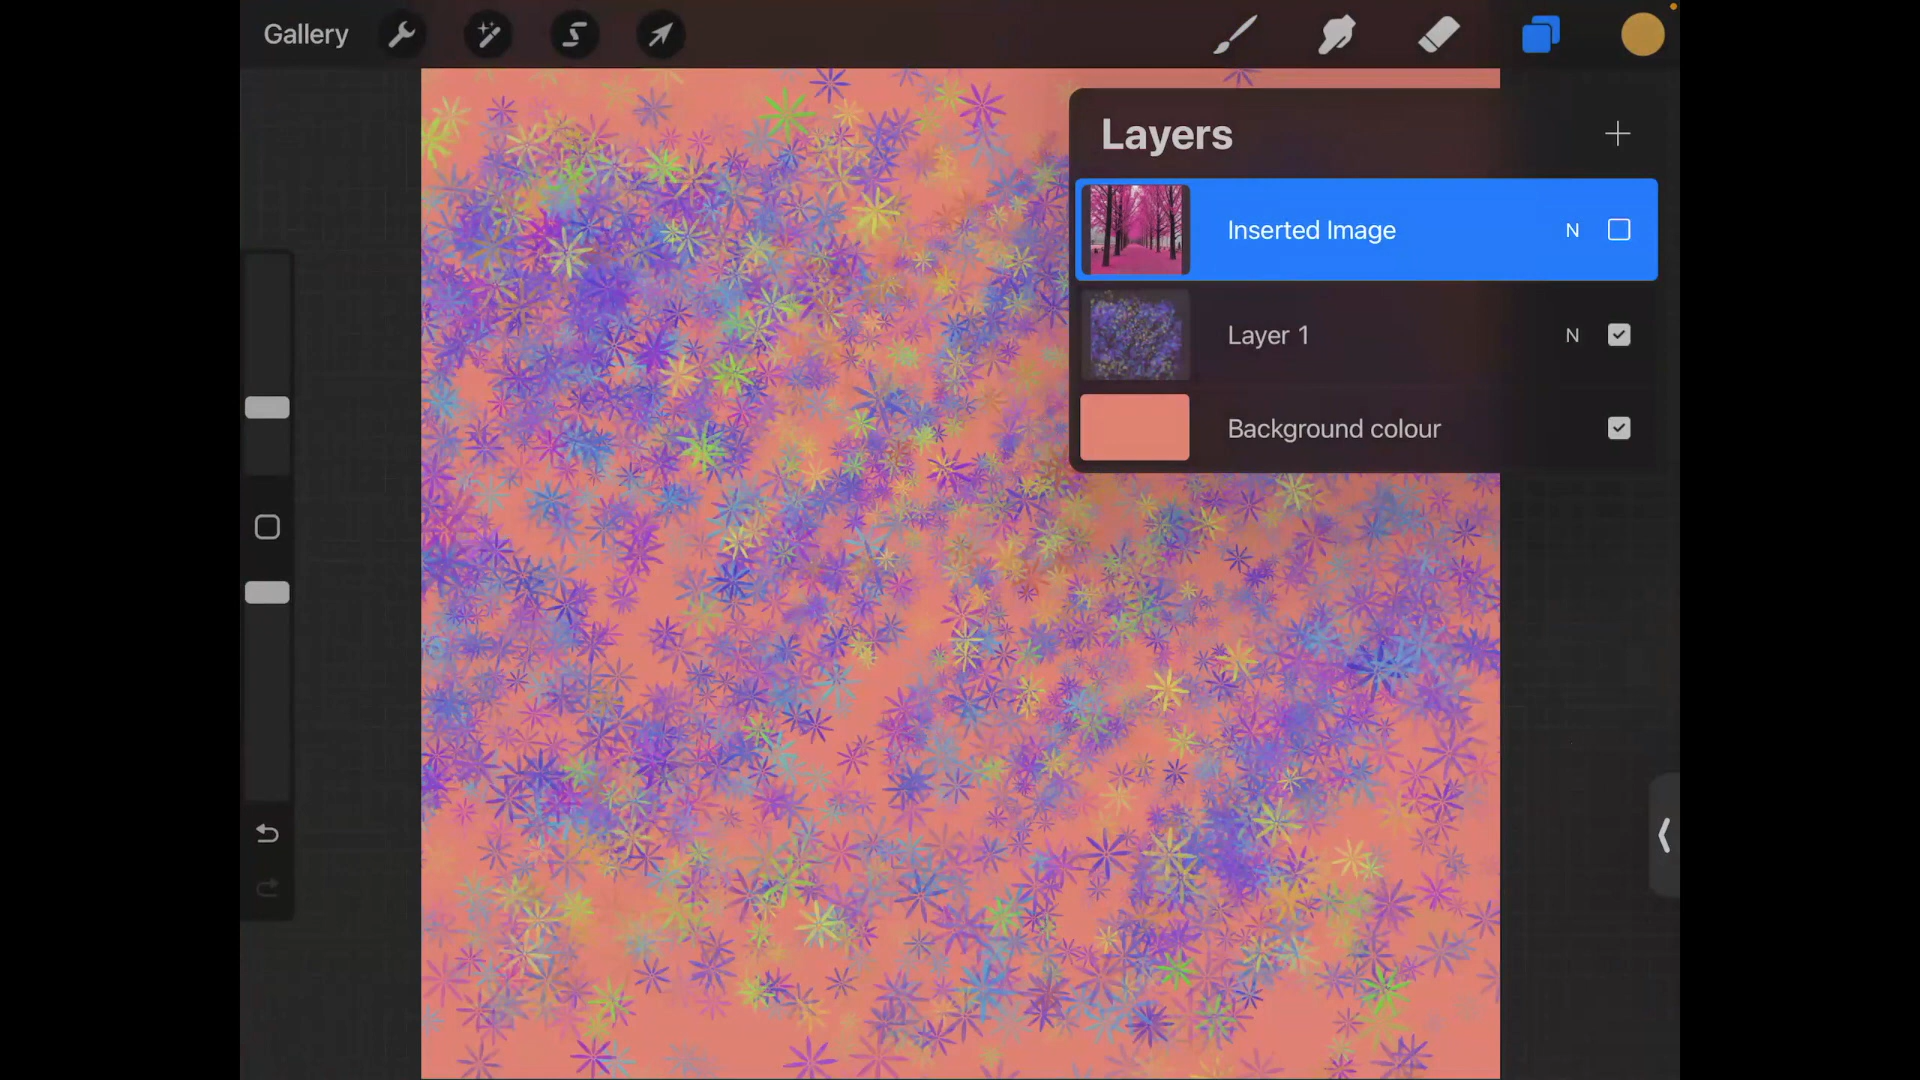 Gallery
Layers
Inserted Image N
Layer 1 N
Background colour